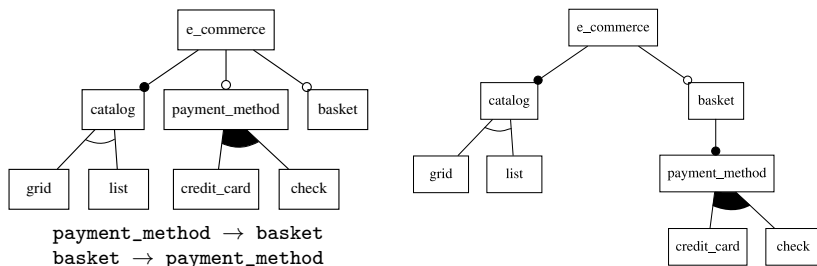 e_commerce
catalog
payment_method
basket
grid
list
credit_card
check
payment_method → basket
basket → payment_method
e_commerce
catalog
basket
grid
list
payment_method
credit_card
check